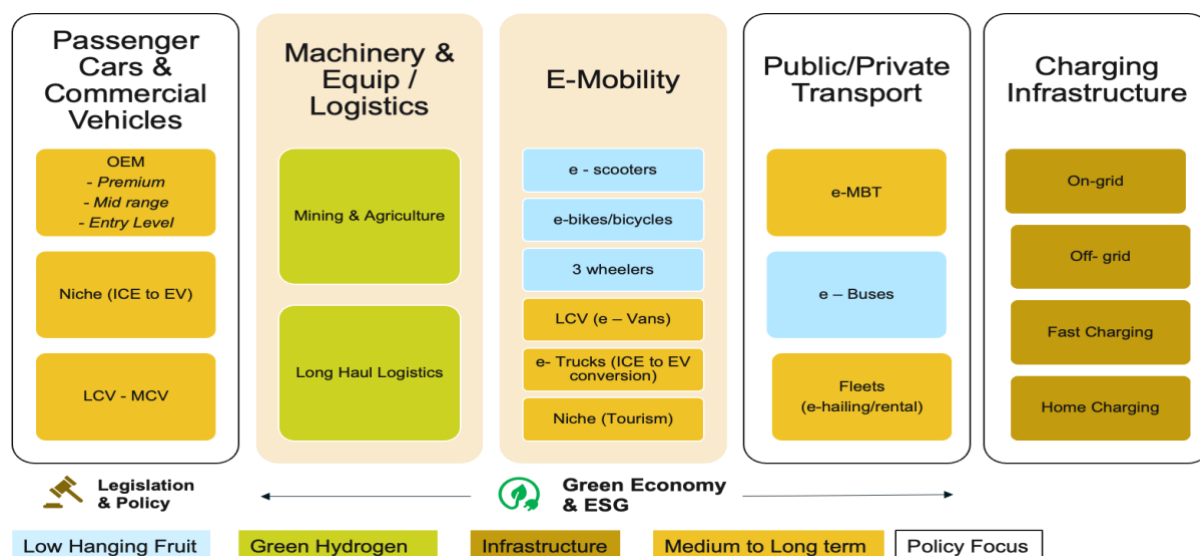 Passenger
Cars &
Commercial
Vehicles
OEM
- Premium
- Mid range
- Entry Level
Niche (ICE to EV)
LCV - MCV
Machinery &
Equip /
Logistics
Mining & Agriculture
Long Haul Logistics
E-Mobility
e - scooters
e-bikes/bicycles
3 wheelers
LCV (e – Vans)
e- Trucks (ICE to EV
conversion)
Niche (Tourism)
Public/Private
Transport
e-MBT
e – Buses
Fleets
(e-hailing/rental)
Charging
Infrastructure
On-grid
Off- grid
Fast Charging
Home Charging
Legislation
& Policy
Green Economy
& ESG
Low Hanging Fruit
Green Hydrogen
Infrastructure
Medium to Long term
Policy Focus